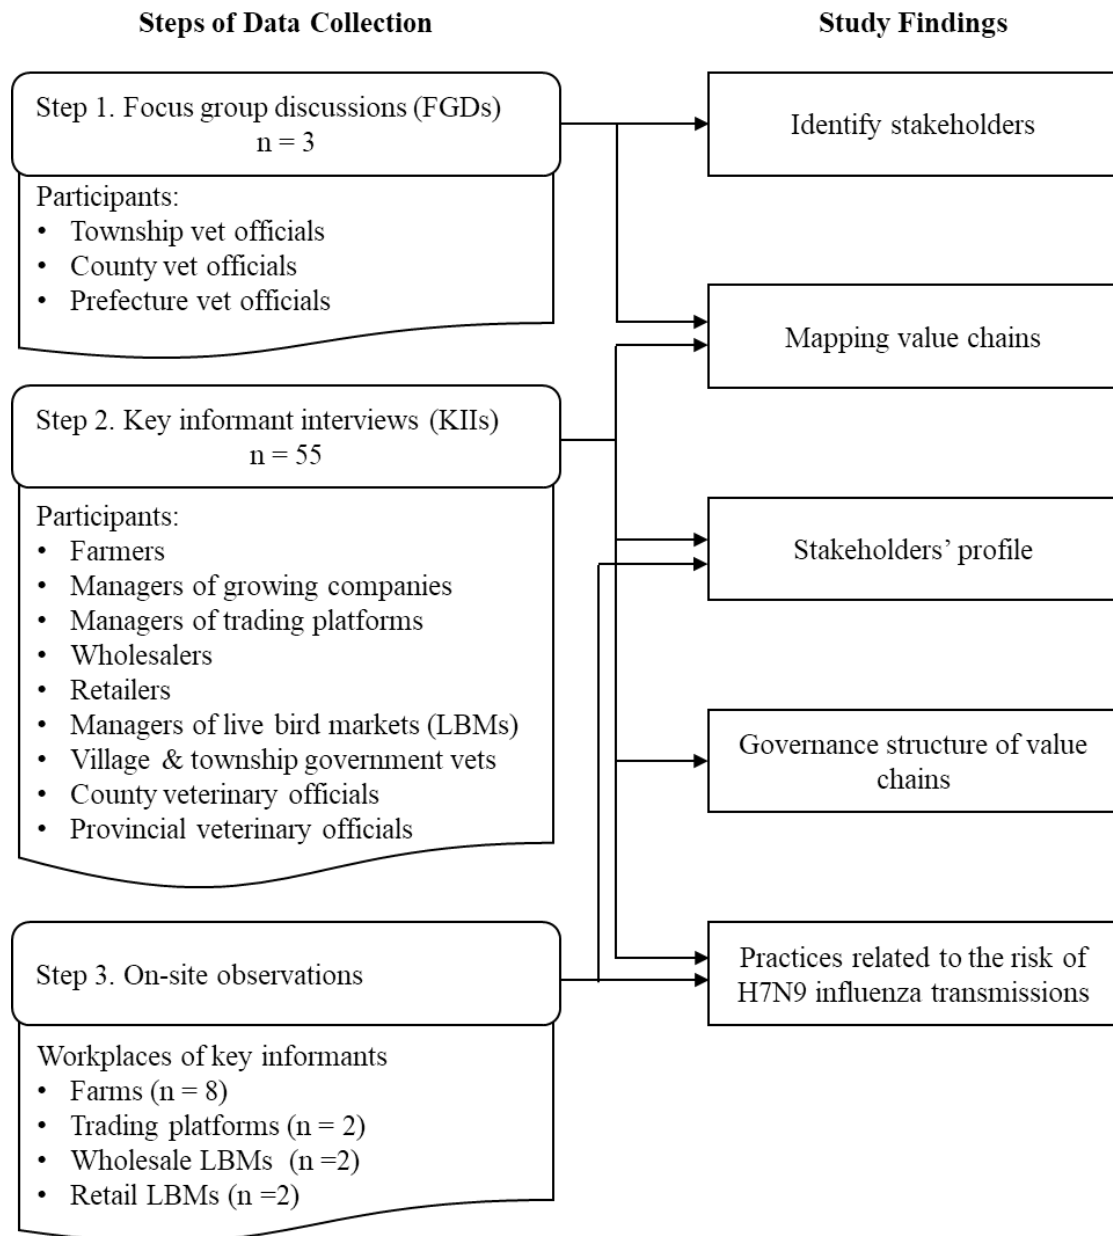 Steps of Data Collection
Study Findings
Step 1. Focus group discussions (FGDs)
n = 3
Participants:
• Township vet officials
• County vet officials
• Prefecture vet officials
Step 2. Key informant interviews (KIIs)
n = 55
Participants:
• Farmers
• Managers of growing companies
• Managers of trading platforms
• Wholesalers
• Retailers
• Managers of live bird markets (LBMs)
• Village & township government vets
• County veterinary officials
• Provincial veterinary officials
Step 3. On-site observations
Workplaces of key informants
• Farms (n = 8)
• Trading platforms (n = 2)
• Wholesale LBMs  (n =2)
• Retail LBMs (n =2)
Identify stakeholders
Mapping value chains
Stakeholders’ profile
Governance structure of value
chains
Practices related to the risk of
H7N9 influenza transmissions